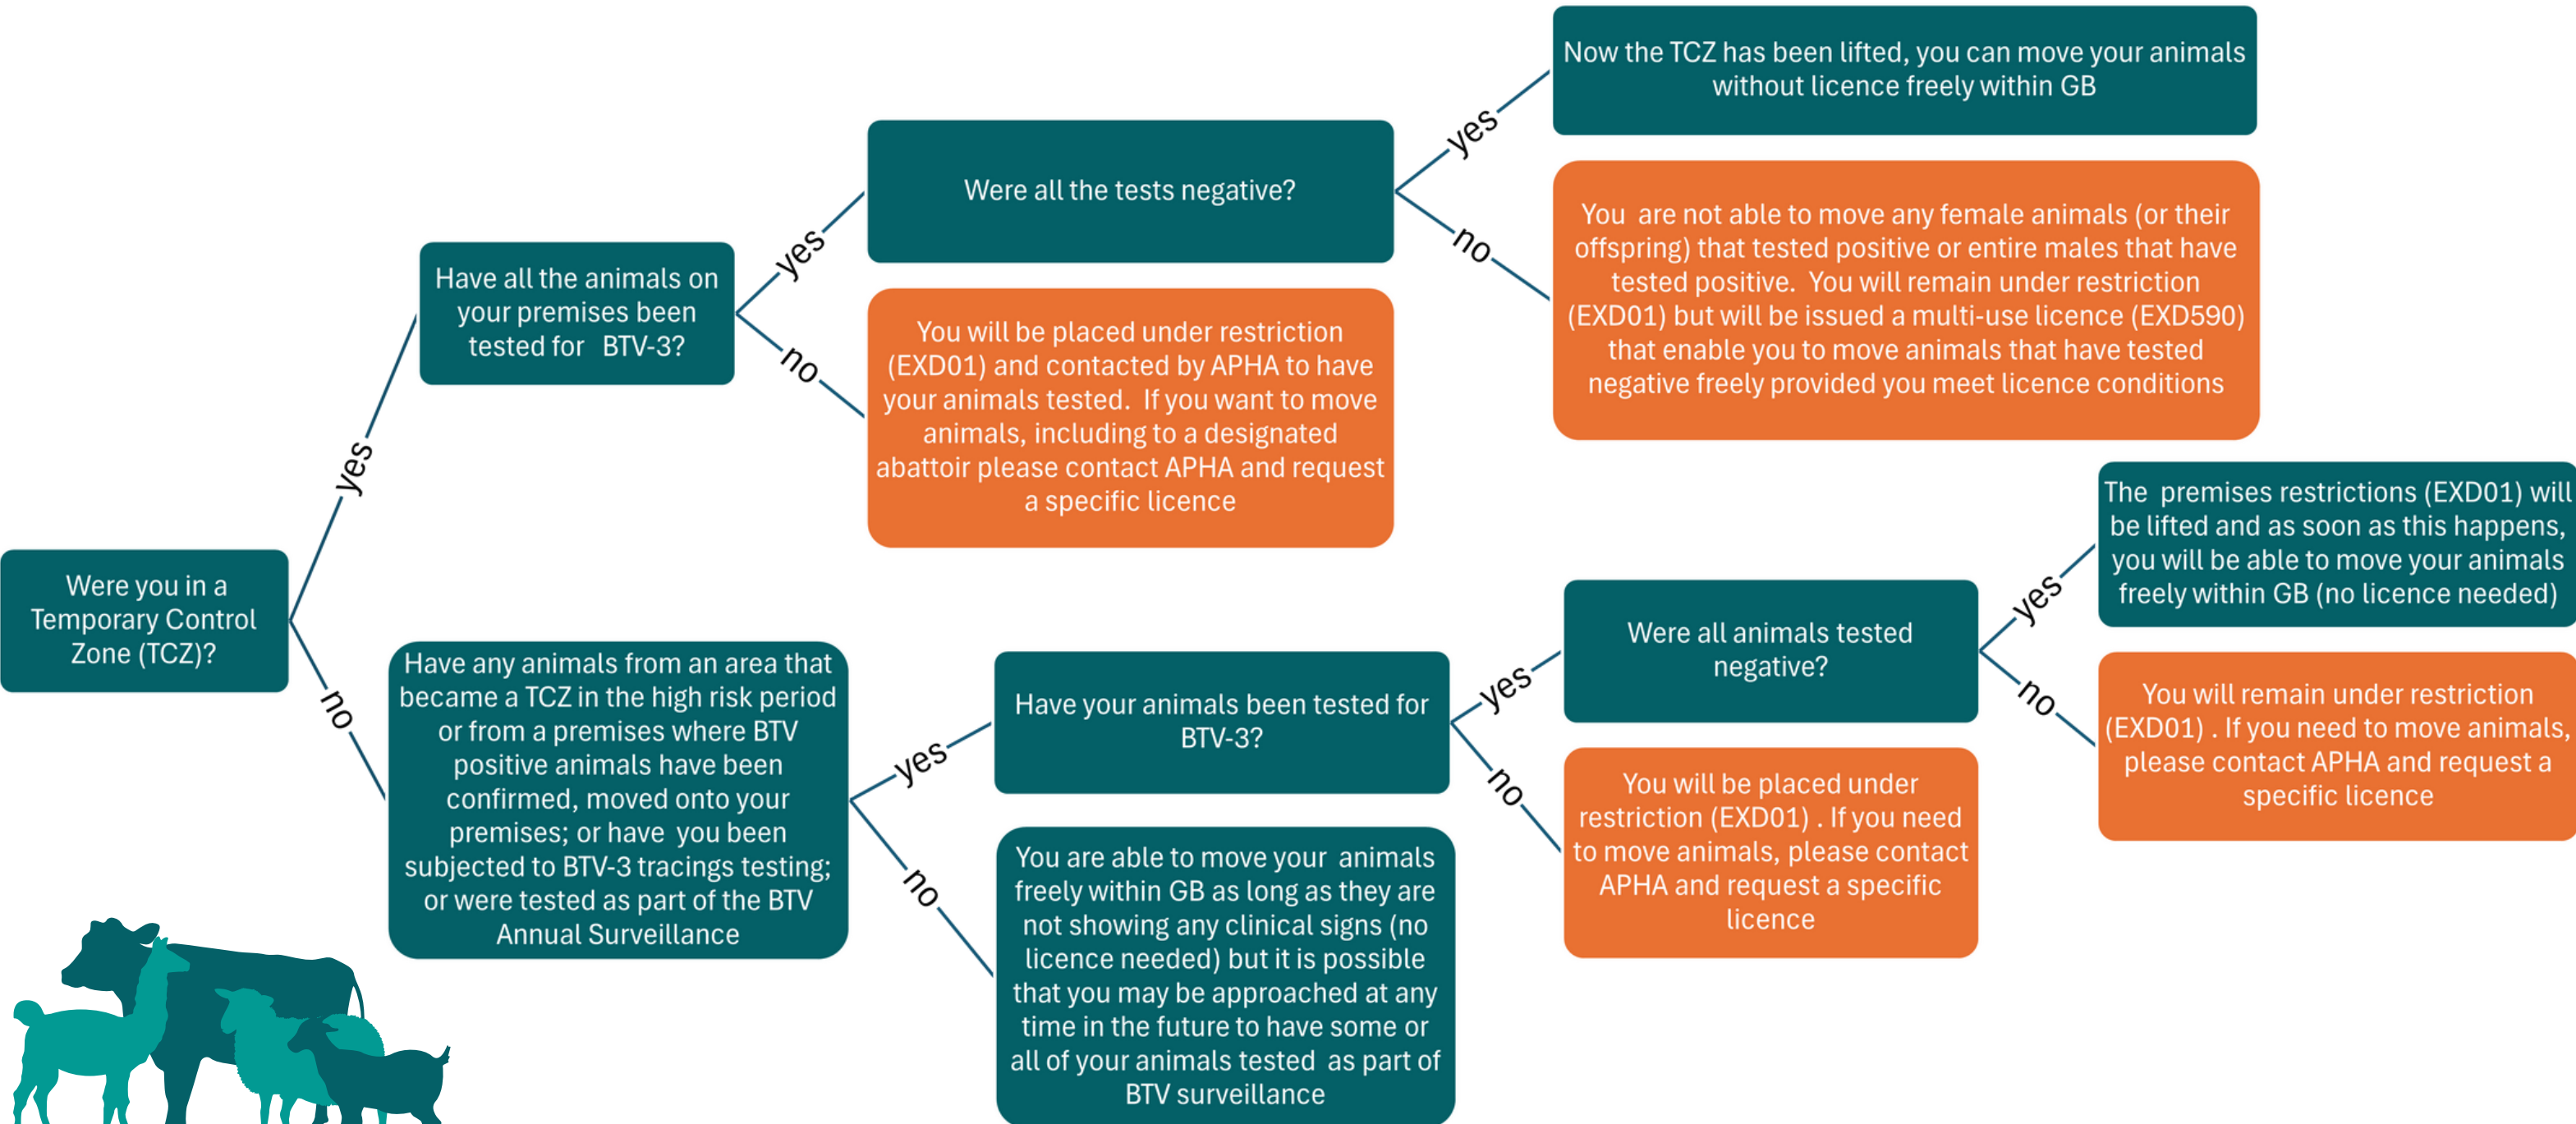 Were you in a
Temporary Control
Zone (TCZ)?
yes
no
Have all the animals on
your premises been
tested for BTV-3?
yes
no
Were all the tests negative?
yes
no
Now the TCZ has been lifted, you can move your animals
without licence freely within GB
You are not able to move any female animals (or their
offspring) that tested positive or entire males that have
tested positive. You will remain under restriction
(EXD01) but will be issued a multi-use licence (EXD590)
that enable you to move animals that have tested
negative freely provided you meet licence conditions
You will be placed under restriction
(EXD01) and contacted by APHA to have
your animals tested. If you want to move
animals, including to a designated
abattoir please contact APHA and request
a specific licence
Have any animals from an area that
became a TCZ in the high risk period
or from a premises where BTV
positive animals have been
confirmed, moved onto your
premises; or have you been
subjected to BTV-3 tracings testing;
or were tested as part of the BTV
Annual Surveillance
yes
no
Have your animals been tested for
BTV-3?
yes
no
Were all animals tested
negative?
yes
no
The premises restrictions (EXD01) will
be lifted and as soon as this happens,
you will be able to move your animals
freely within GB (no licence needed)
You will remain under restriction
(EXD01) . If you need to move animals,
please contact APHA and request a
specific licence
You will be placed under
restriction (EXD01) . If you need
to move animals, please contact
APHA and request a specific
licence
You are able to move your animals
freely within GB as long as they are
not showing any clinical signs (no
licence needed) but it is possible
that you may be approached at any
time in the future to have some or
all of your animals tested as part of
BTV surveillance